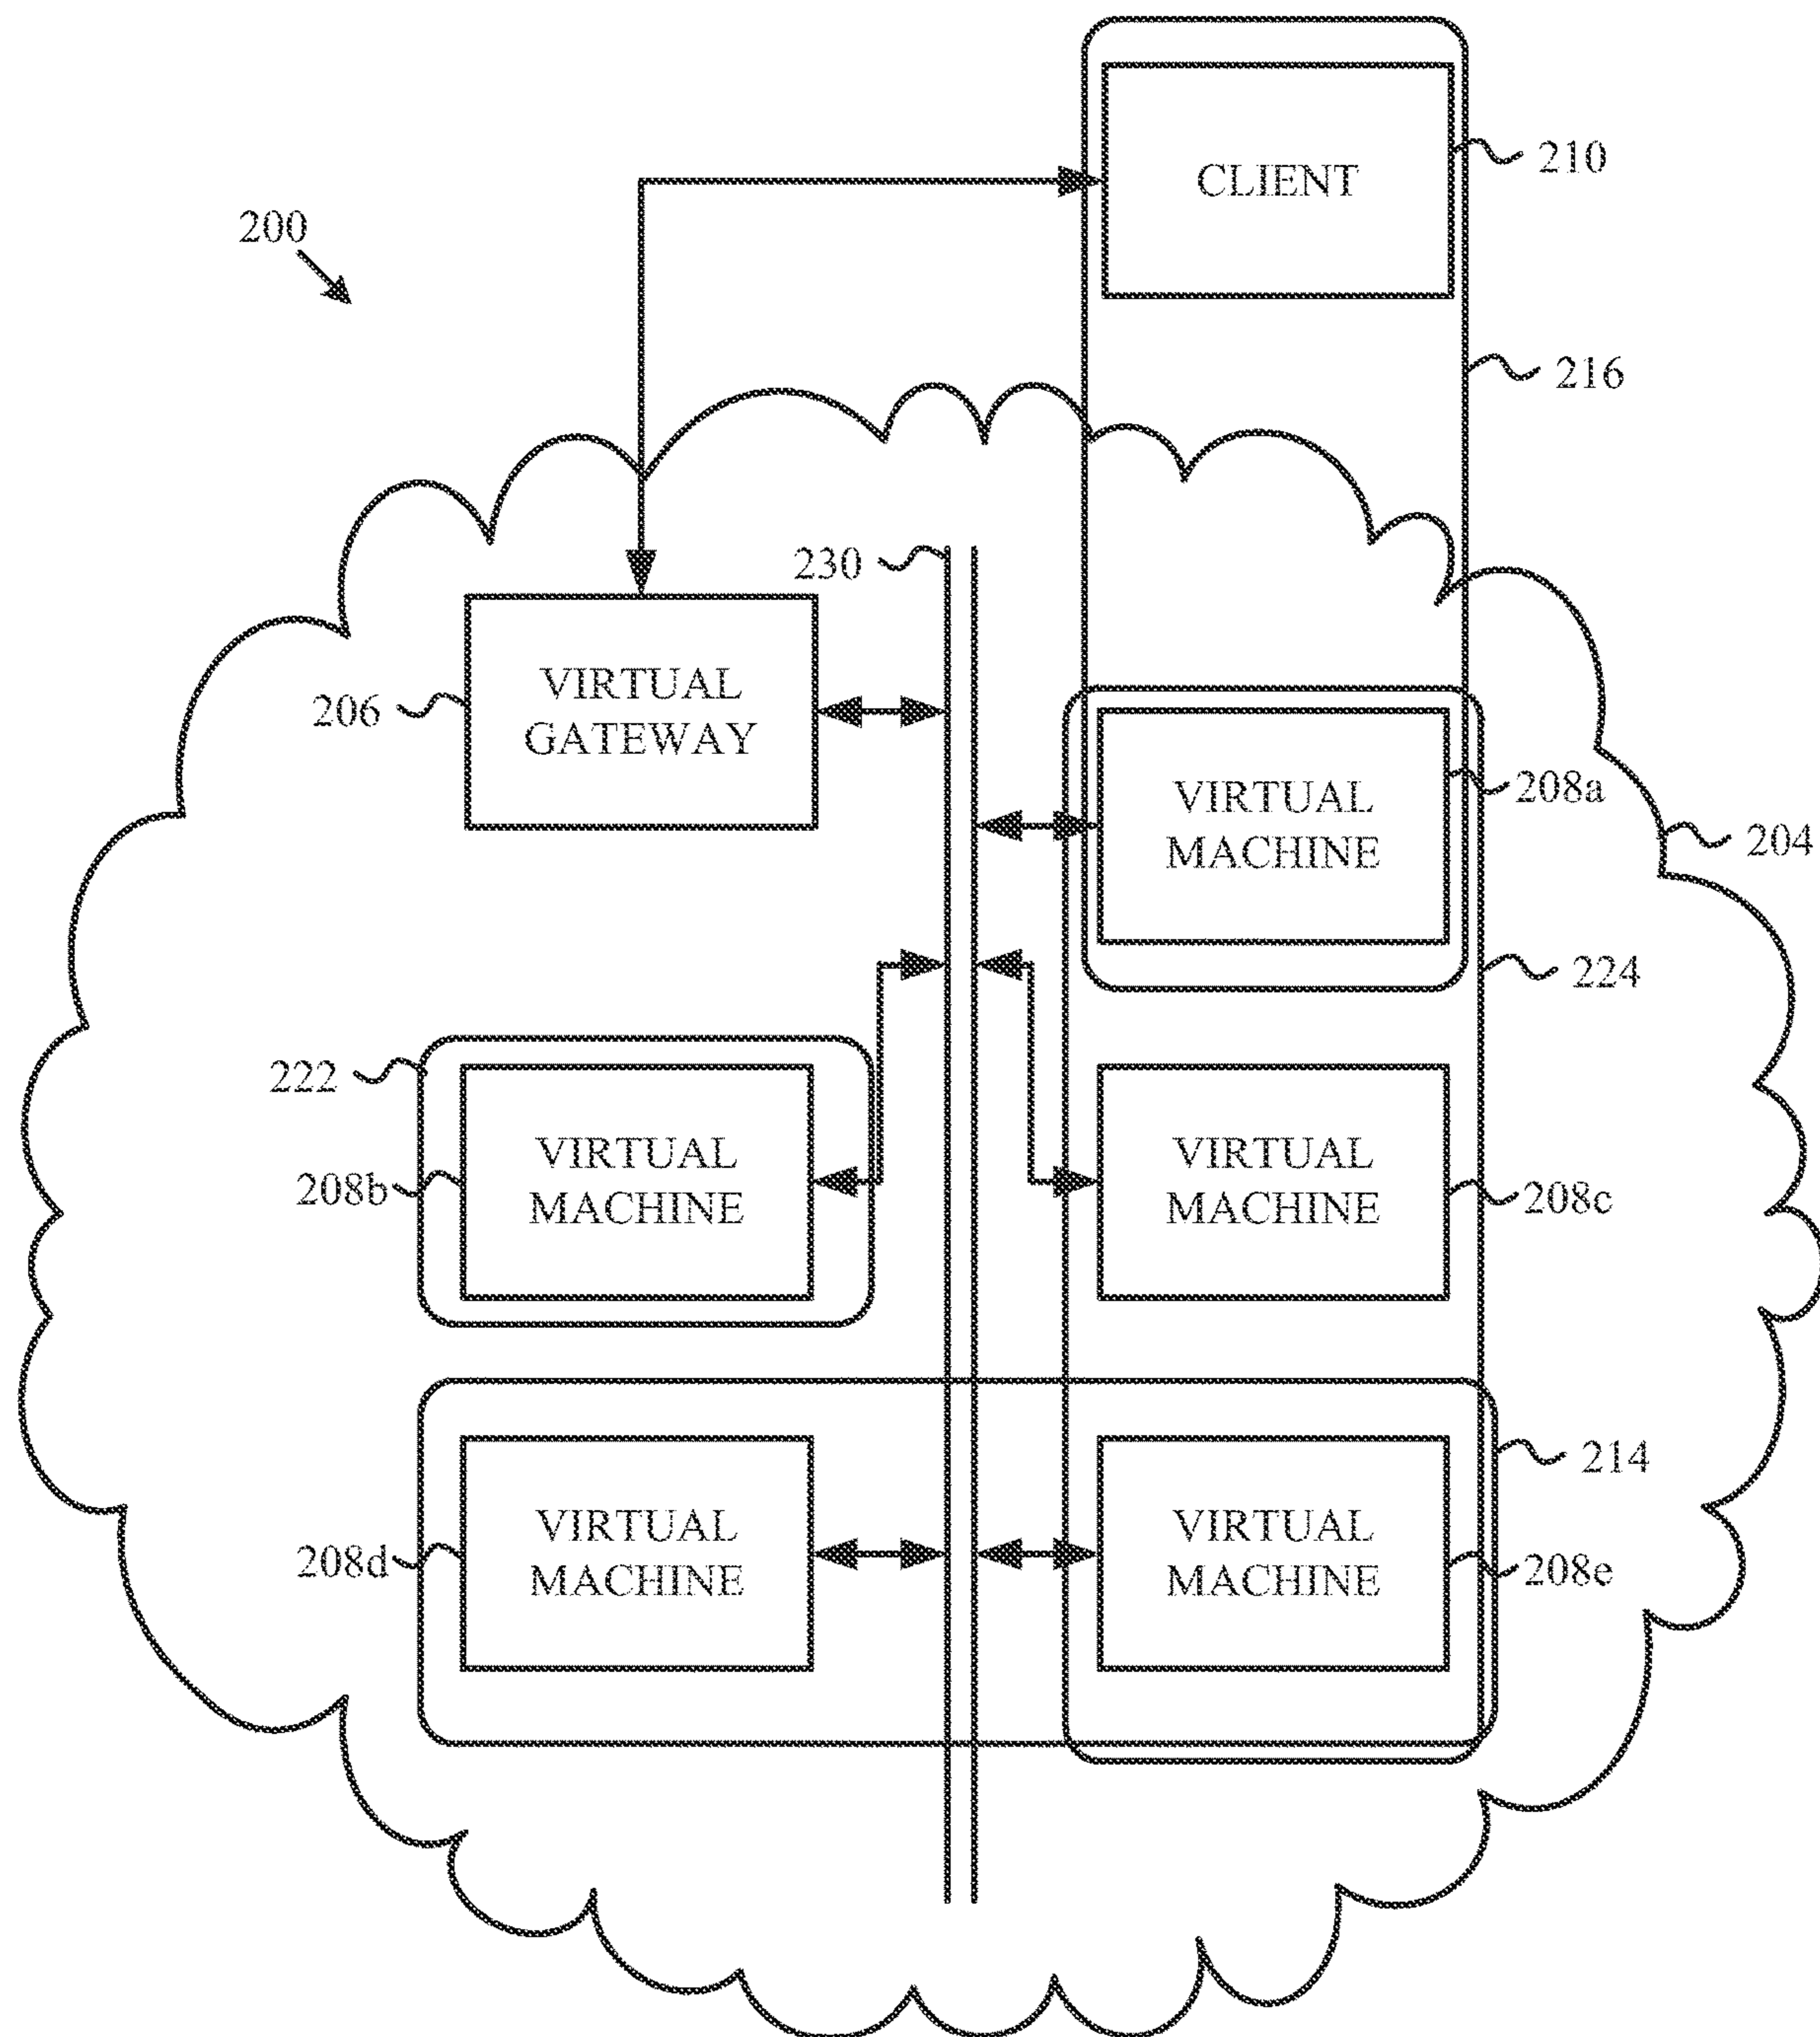 CLIENT
210
200
216
230
VIRTUAL
GATEWAY
206
VIRTUAL
MACHINE
208a
204
224
222
VIRTUAL
MACHINE
208b
VIRTUAL
MACHINE
208c
214
VIRTUAL
MACHINE
208d
VIRTUAL
MACHINE
208e